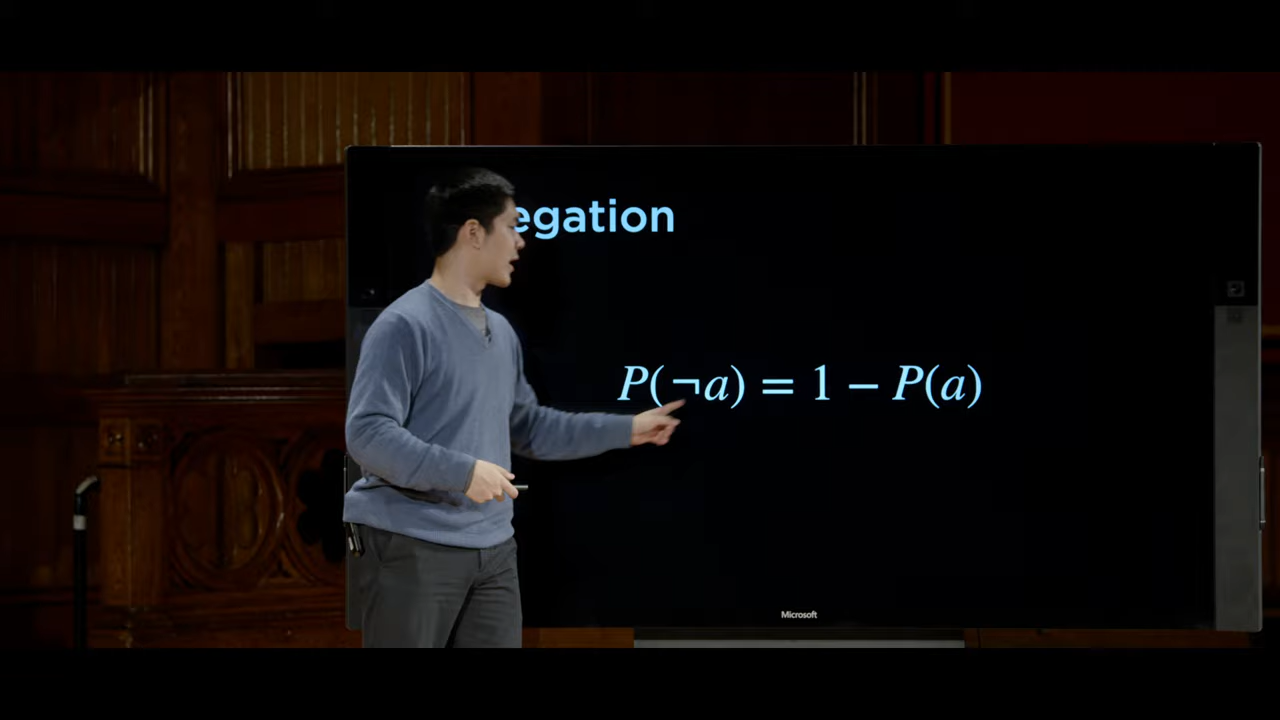 egation
P(¬a) = 1 − P(a)
Microsoft